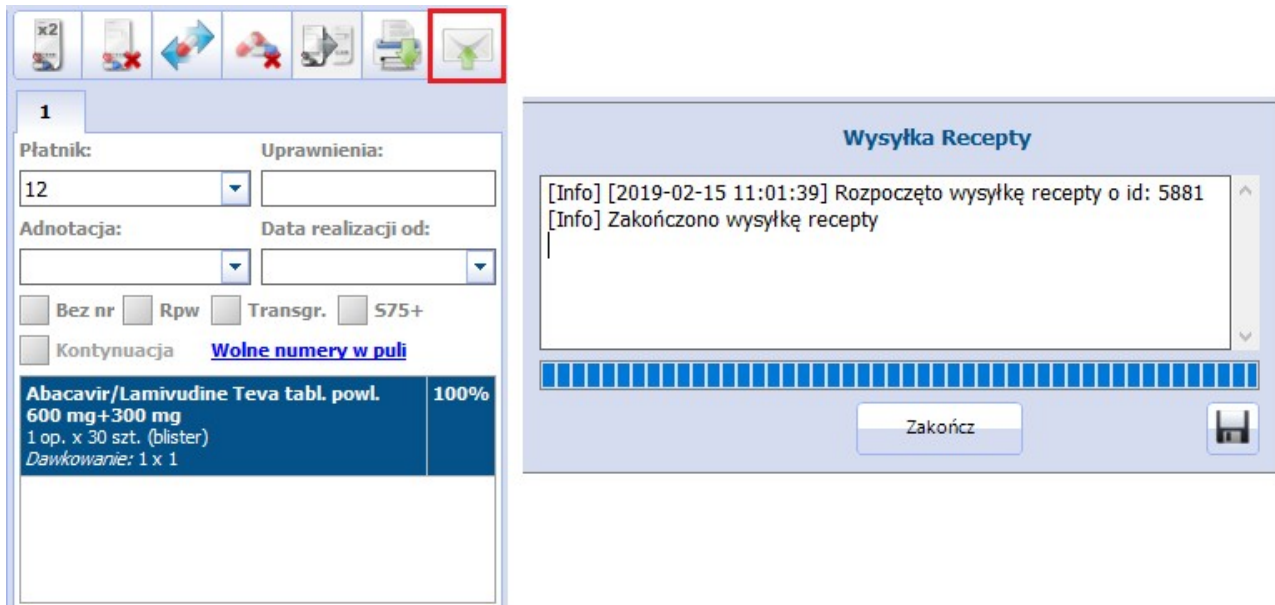 x2
1
Płatnik: Uprawnienia:
12
Adnotacja: Data realizacji od:
Bez nr Rpw Transgr. S75+
Kontynuacja Wolne numery w puli
Abacavir/Lamivudine Teva tabl. powl. 100%
600 mg+300 mg
1 op. x 30 szt. (blister)
Dawkowanie: 1 x 1
Wysyłka Recepty
[Info] [2019-02-15 11:01:39] Rozpoczęto wysyłkę recepty o id: 5881
[Info] Zakończono wysyłkę recepty
Zakończ